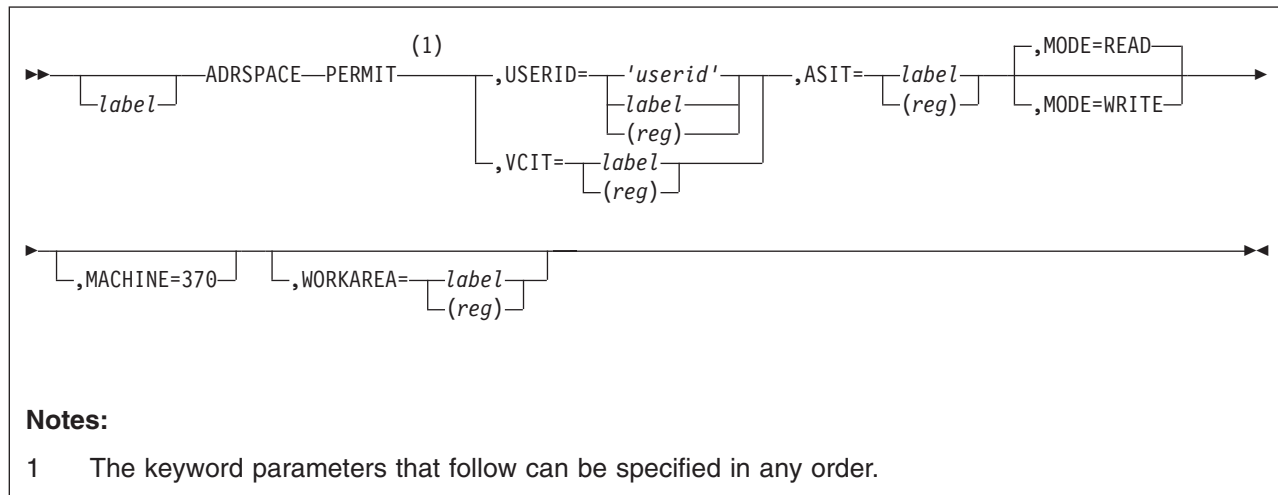 (1) ,MODE=READ
label ADRSPACE PERMIT ,USERID= 'userid' ,ASIT= label
label (reg) ,MODE=WRITE
(reg)
,VCIT= label
(reg)
,MACHINE=370 ,WORKAREA= label
(reg)
Notes:
1 The keyword parameters that follow can be specified in any order.